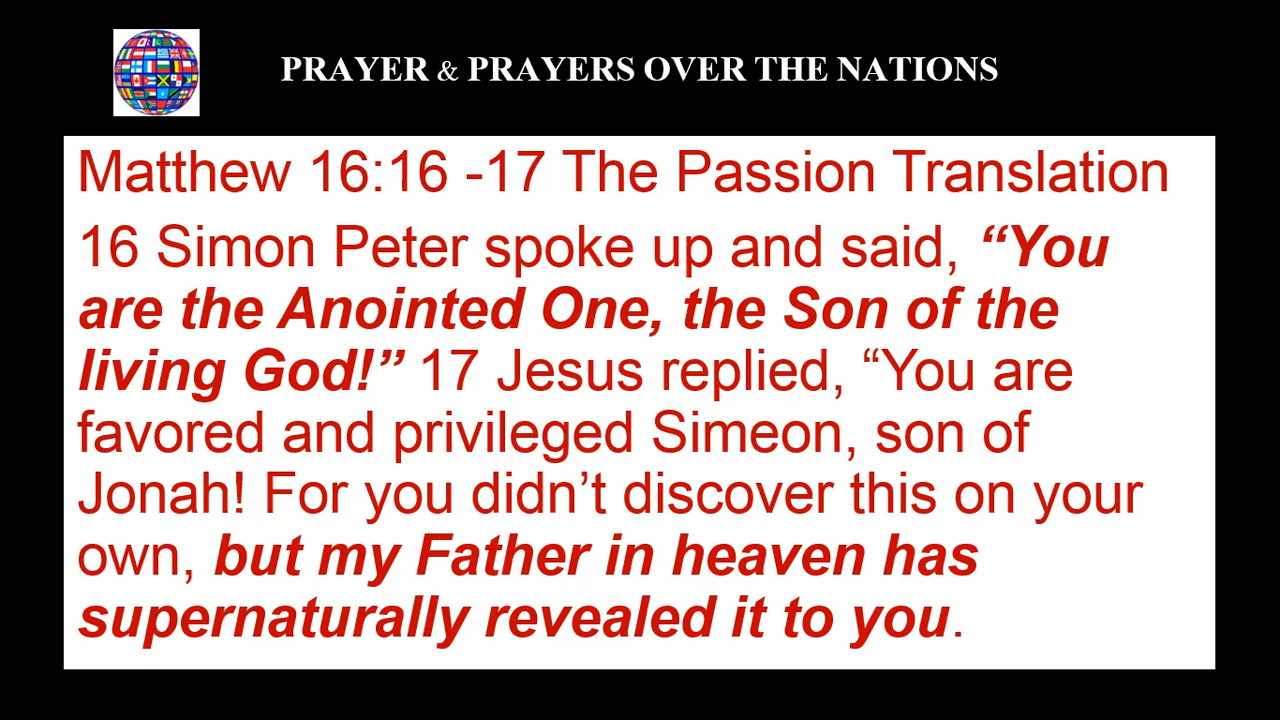 PRAYER & PRAYERS OVER THE NATIONS
Matthew 16:16 -17 The Passion Translation
16 Simon Peter spoke up and said, “You
are the Anointed One, the Son of the
living God!” 17 Jesus replied, “You are
favored and privileged Simeon, son of
Jonah! For you didn’t discover this on your
own, but my Father in heaven has
supernaturally revealed it to you.